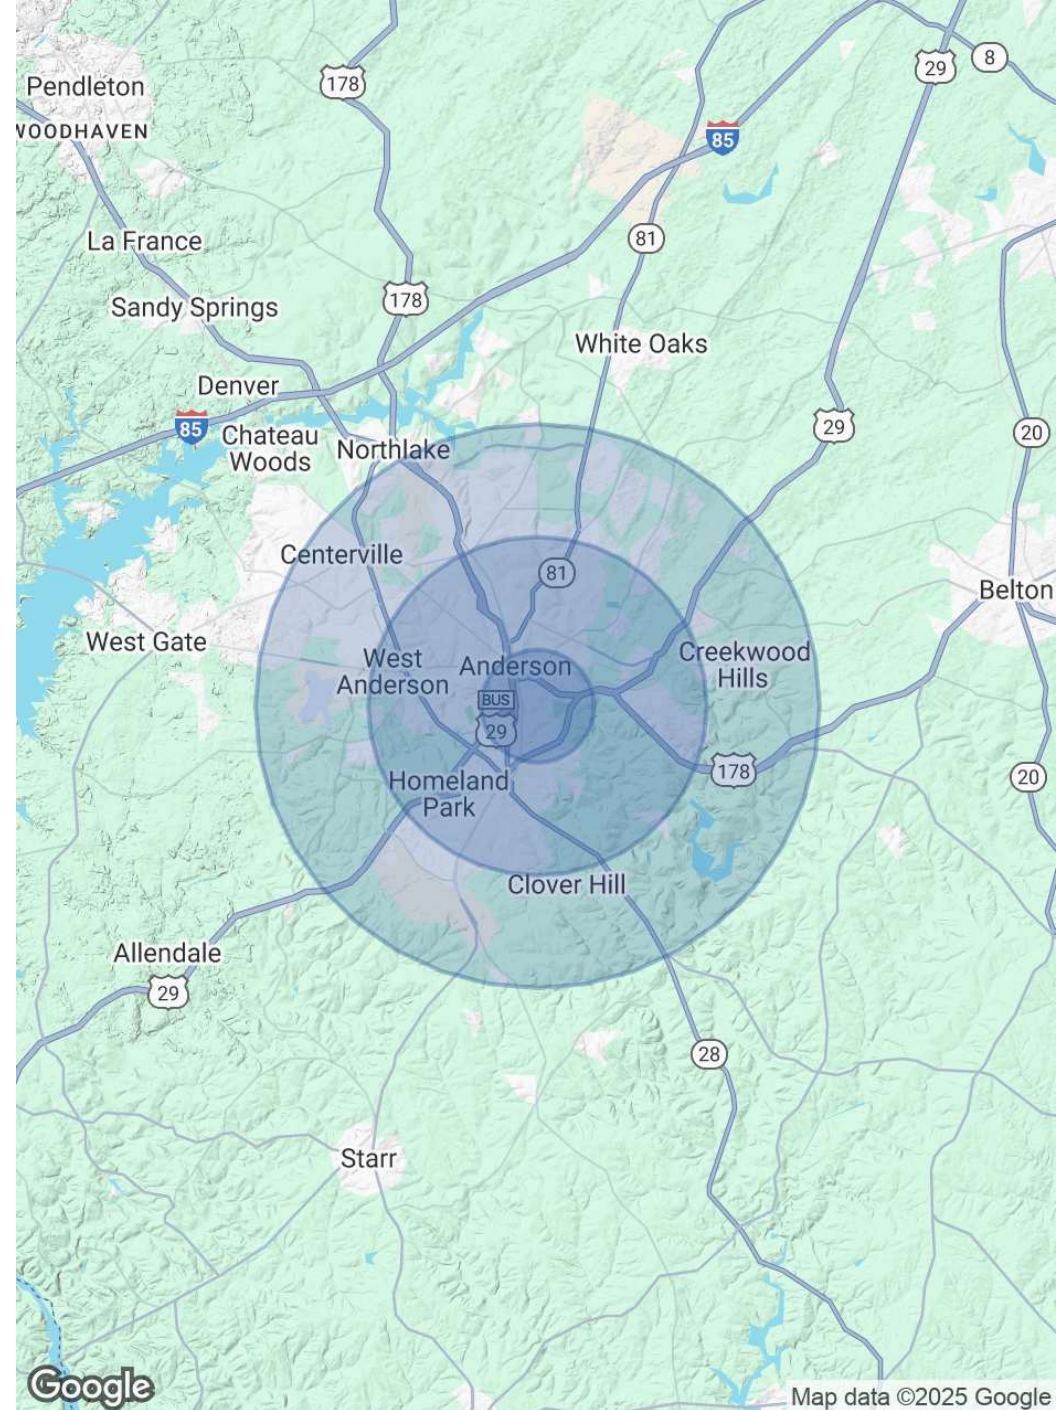 178
29
8
Pendleton
WOODHAVEN
85
La France
81
Sandy Springs
178
White Oaks
Denver
85
Chateau
Woods
Northlake
29
20
Centerville
81
Belton
West Gate
West
Anderson
Anderson
Creekwood
Hills
BUS
29
Homeland
Park
178
20
Clover Hill
Allendale
29
28
Starr
Google
Map data ©2025 Google